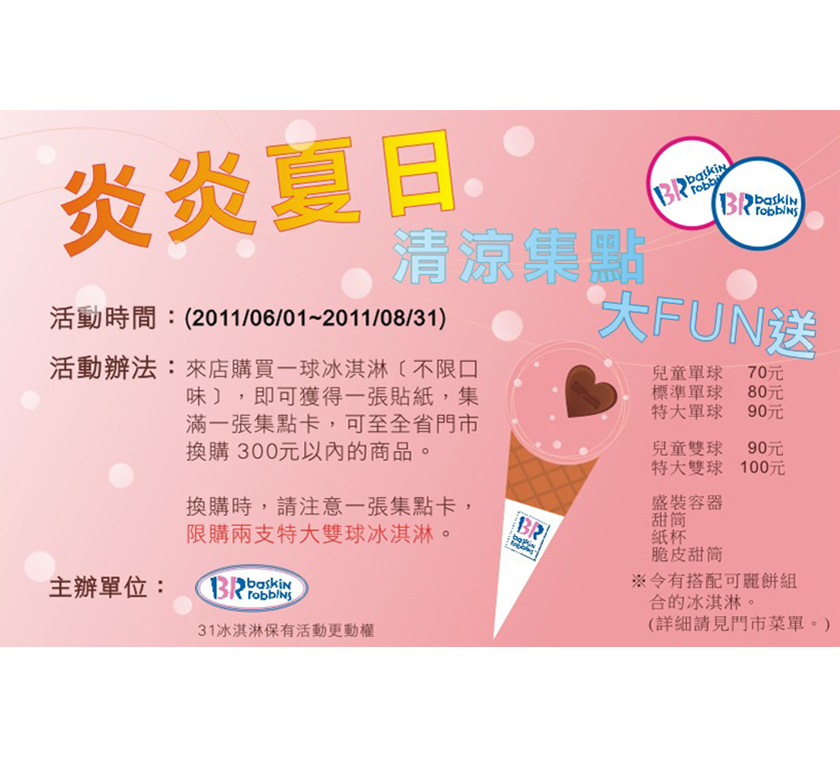 炎炎夏日
清涼集點
大FUN送
BR baskin robbins
BR baskin robbins
活動時間：(2011/06/01~2011/08/31)
活動辦法：來店購買一球冰淇淋﹝不限口
味﹞，即可獲得一張貼紙，集
滿一張集點卡，可至全省門市
換購 300元以內的商品。
換購時，請注意一張集點卡，
限購兩支特大雙球冰淇淋。
主辦單位：
BR baskin robbins
31冰淇淋保有活動更動權
BR baskin robbins
兒童單球 70元
標準單球 80元
特大單球 90元
兒童雙球 90元
特大雙球 100元
盛裝容器
甜筒
紙杯
脆皮甜筒
※令有搭配可麗餅組
合的冰淇淋。
(詳細請見門市菜單。)